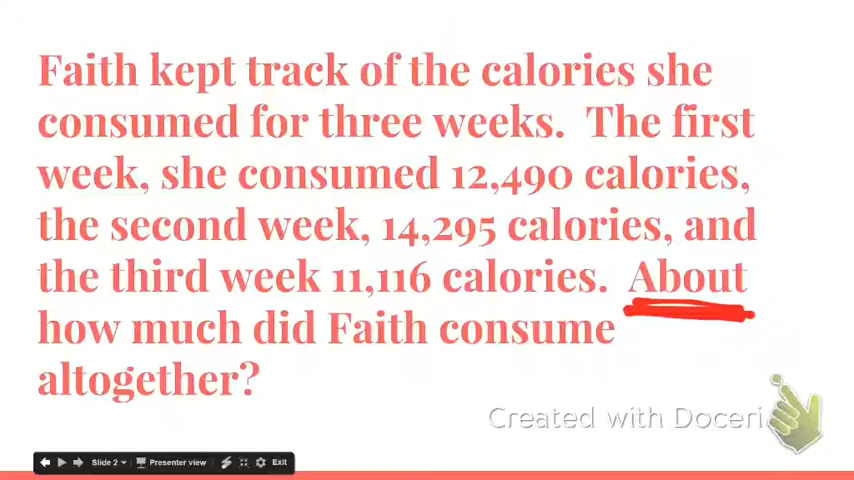 Faith kept track of the calories she
consumed for three weeks. The first
week, she consumed 12,490 calories,
the second week, 14,295 calories, and
the third week 11,116 calories. About
how much did Faith consume
altogether?
Created with Doceri
Slide 2 Presenter view Exit